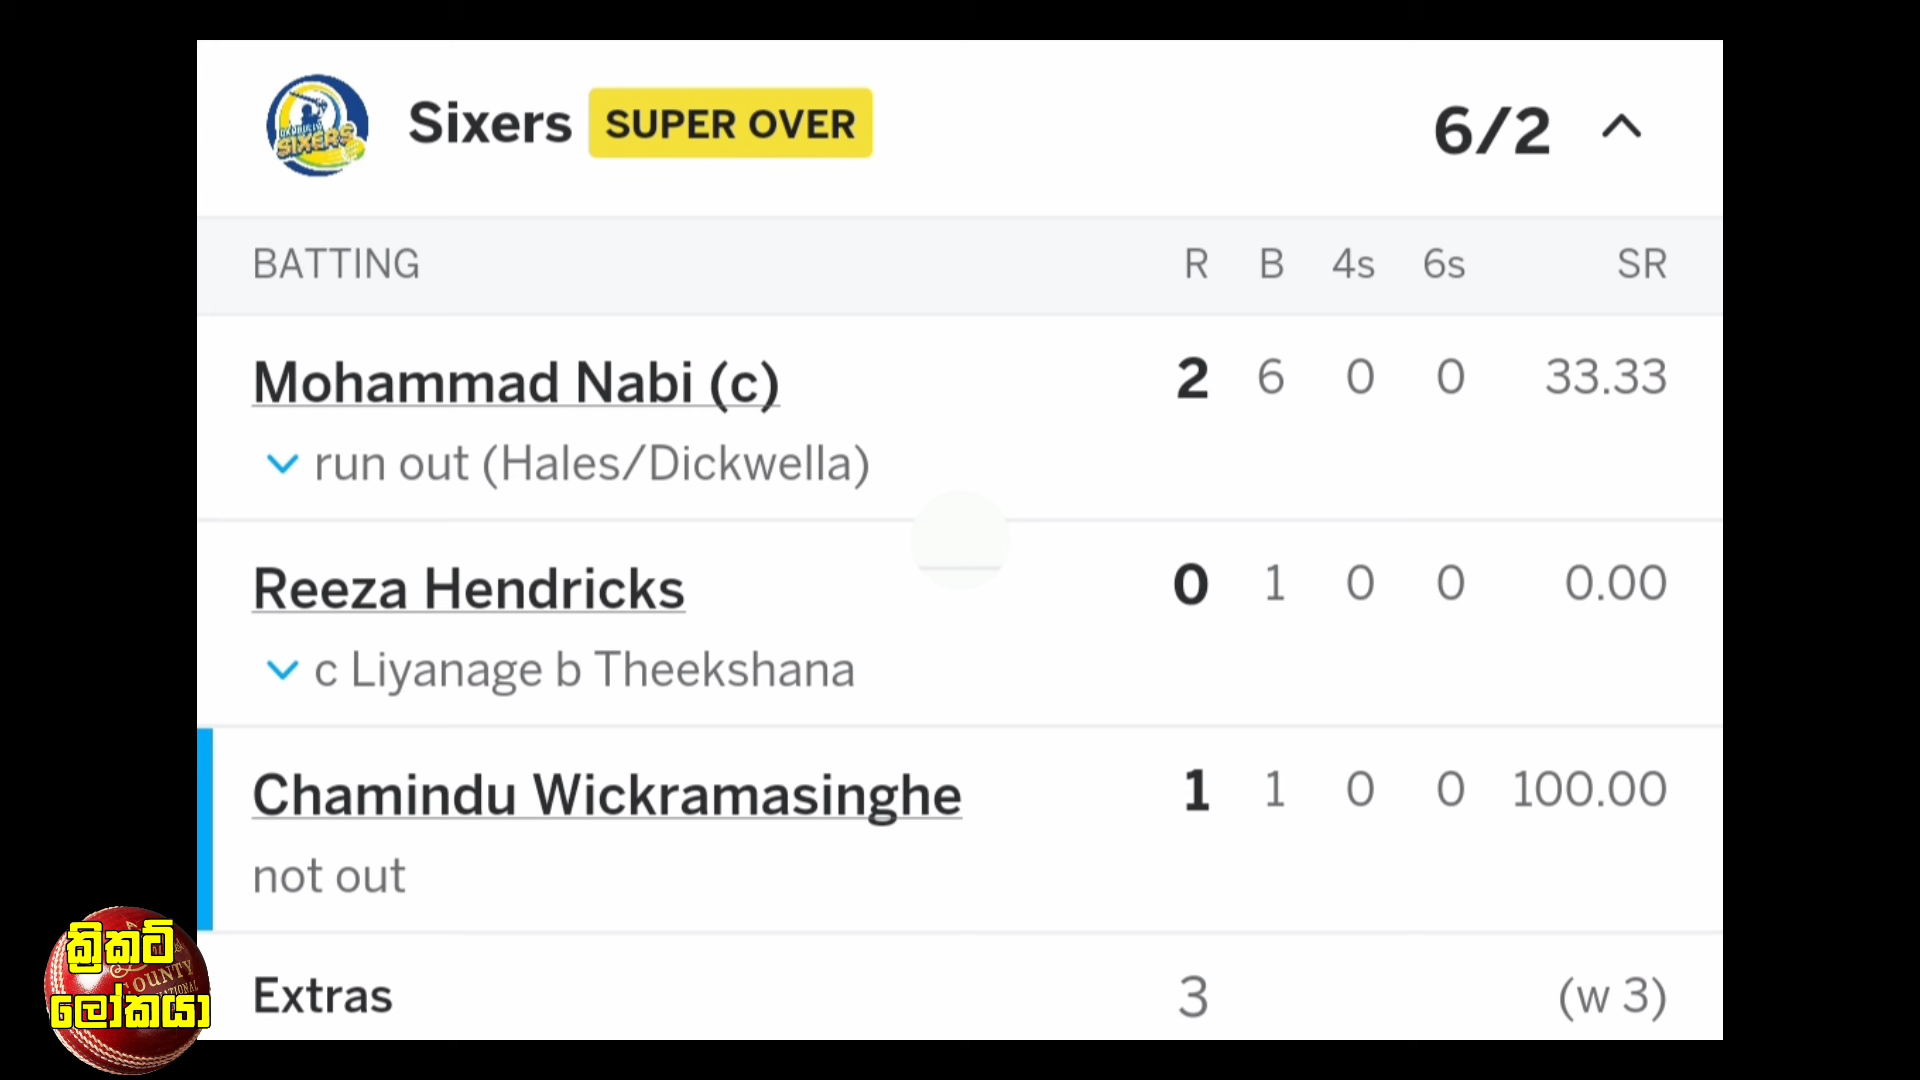 Sixers SUPER OVER 6/2
SIXERS
BATTING R B 4s 6s SR
Mohammad Nabi (c) 2 6 0 0 33.33
run out (Hales/Dickwella)
Reeza Hendricks 0 1 0 0 0.00
c Liyanage b Theekshana
Chamindu Wickramasinghe 1 1 0 0 100.00
not out
Extras 3 (w 3)
ක්‍රිකට්
COUNTY
ලෝකයා